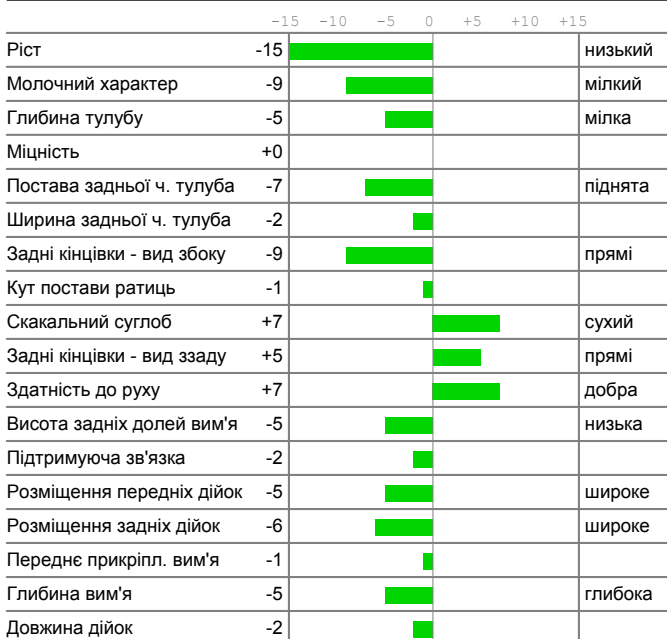 -15 -10 -5 0 +5 +10 +15
Ріст -15 низький
Молочний характер -9 мілкий
Глибина тулубу -5 мілка
Міцність +0
Постава задньої ч. тулуба -7 піднята
Ширина задньої ч. тулуба -2
Задні кінцівки - вид збоку -9 прямі
Кут постави ратиць -1
Скакальний суглоб +7 сухий
Задні кінцівки - вид ззаду +5 прямі
Здатність до руху +7 добра
Висота задніх долей вим'я -5 низька
Підтримуюча зв'язка -2
Розміщення передніх дійок -5 широке
Розміщення задніх дійок -6 широке
Переднє прикріпл. вим'я -1
Глибина вим'я -5 глибока
Довжина дійок -2